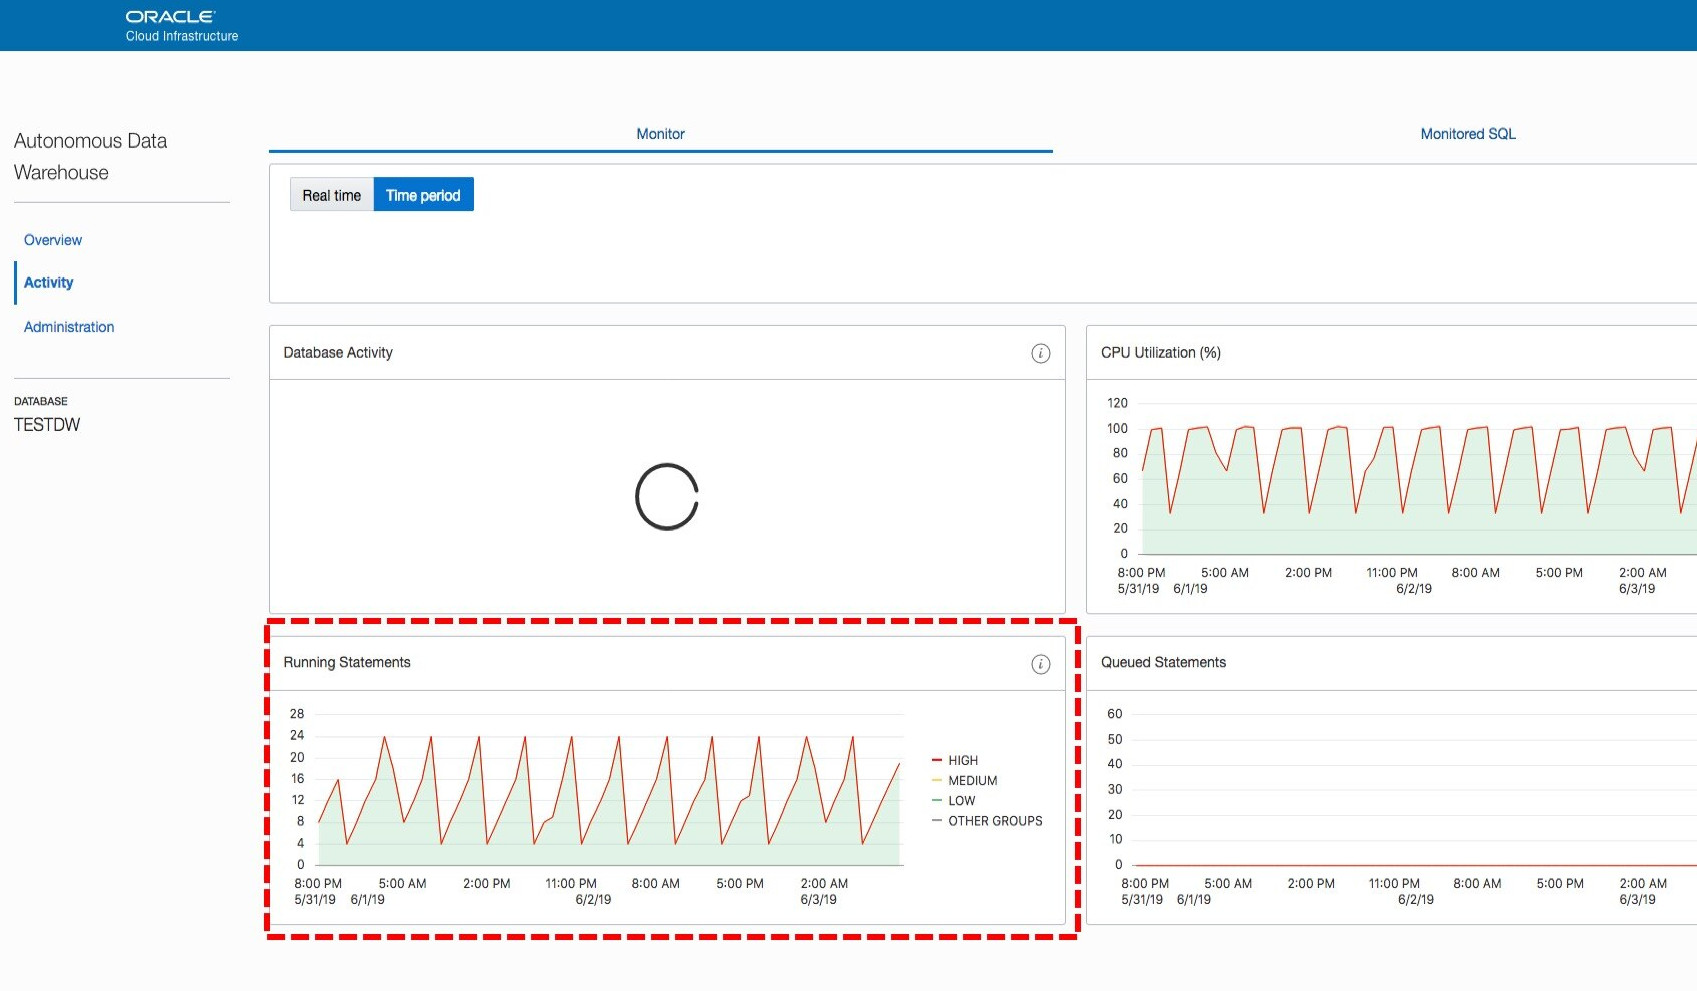 ORACLE
Cloud Infrastructure
Autonomous Data
Warehouse
Overview
Activity
Administration
DATABASE
TESTDW
Monitor
Monitored SQL
Real time
Time period
Database Activity
i
CPU Utilization (%)
120
100
80
60
40
20
0
8:00 PM 5:00 AM 2:00 PM 11:00 PM 8:00 AM 5:00 PM 2:00 AM
5/31/19 6/1/19 6/2/19 6/3/19
Running Statements
i
28
24
20
16
12
8
4
0
8:00 PM 5:00 AM 2:00 PM 11:00 PM 8:00 AM 5:00 PM 2:00 AM
5/31/19 6/1/19 6/2/19 6/3/19
HIGH
MEDIUM
LOW
OTHER GROUPS
Queued Statements
60
50
40
30
20
10
0
8:00 PM 5:00 AM 2:00 PM 11:00 PM 8:00 AM 5:00 PM 2:00 AM
5/31/19 6/1/19 6/2/19 6/3/19